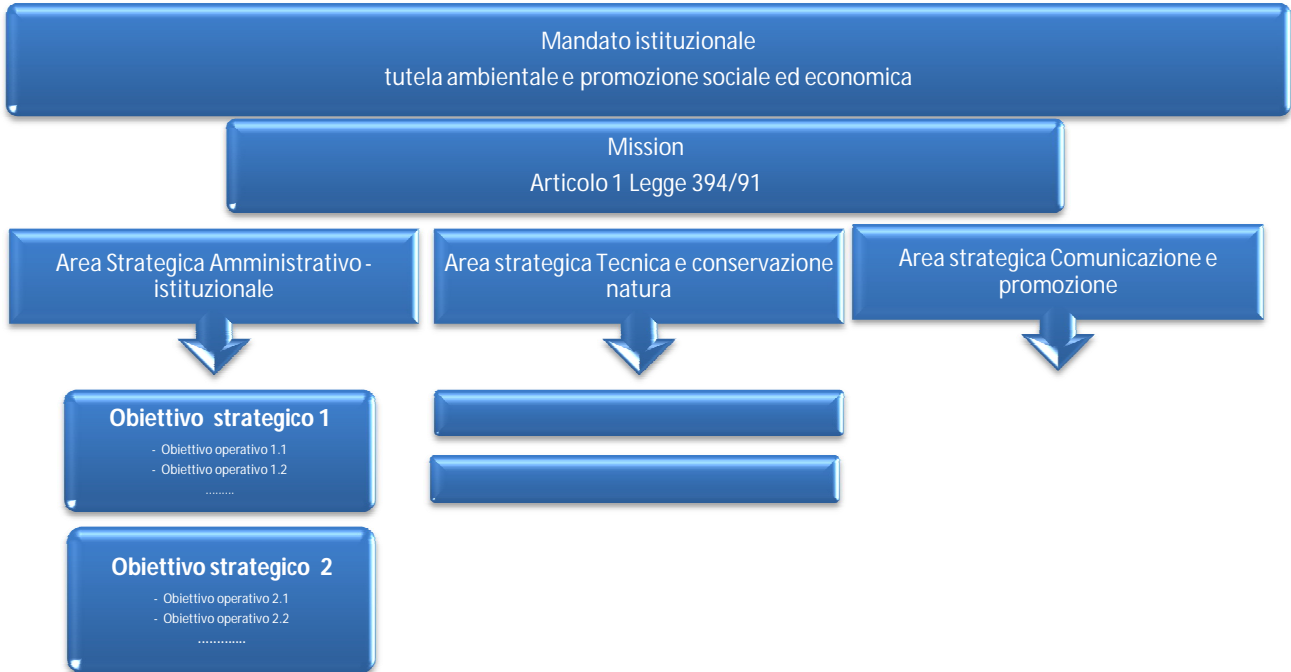 Mandato istituzionale
tutela ambientale e promozione sociale ed economica
Mission
Articolo 1 Legge 394/91
Area Strategica Amministrativo -
istituzionale
Area strategica Tecnica e conservazione
natura
Area strategica Comunicazione e
promozione
Obiettivo strategico 1
- Obiettivo operativo 1.1
- Obiettivo operativo 1.2
.........
Obiettivo strategico 2
- Obiettivo operativo 2.1
- Obiettivo operativo 2.2
.............